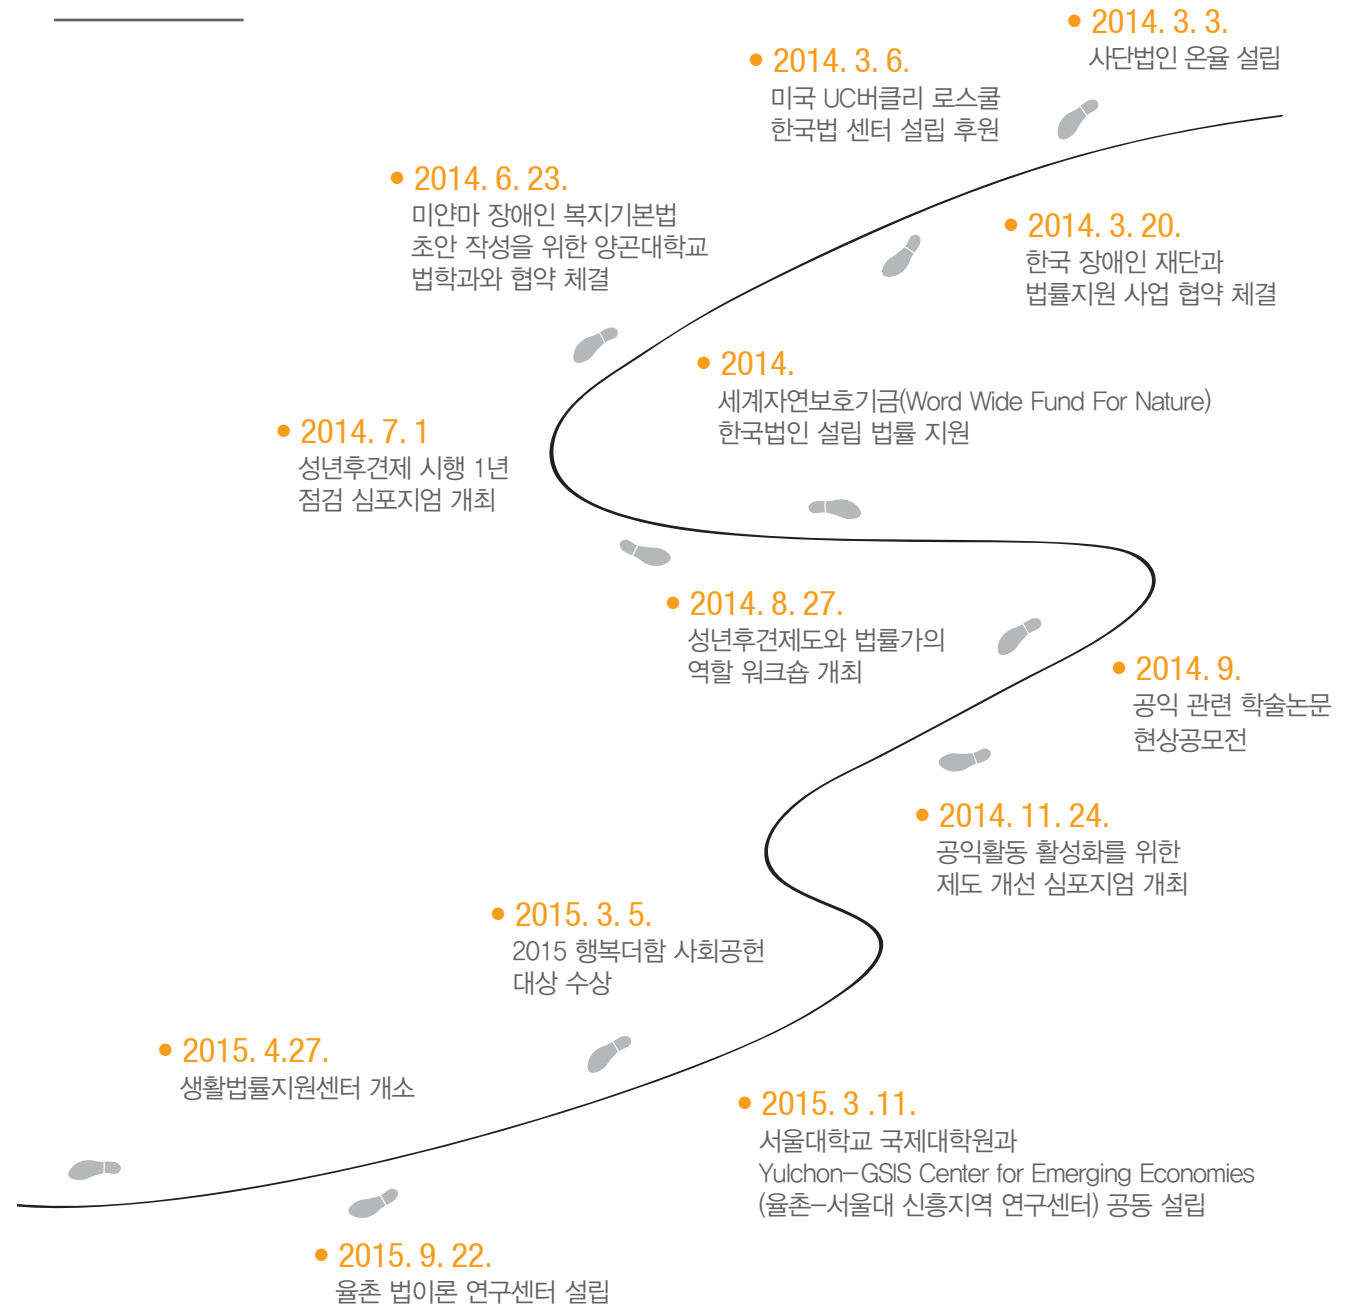 2014. 3. 3.
사단법인 온율 설립
2014. 3. 6.
미국 UC버클리 로스쿨
한국법 센터 설립 후원
2014. 3. 20.
한국 장애인 재단과
법률지원 사업 협약 체결
2014. 6. 23.
미얀마 장애인 복지기본법
초안 작성을 위한 양곤대학교
법학과와 협약 체결
2014.
세계자연보호기금(Word Wide Fund For Nature)
한국법인 설립 법률 지원
2014. 7. 1
성년후견제 시행 1년
점검 심포지엄 개최
2014. 8. 27.
성년후견제도와 법률가의
역할 워크숍 개최
2014. 9.
공익 관련 학술논문
현상공모전
2014. 11. 24.
공익활동 활성화를 위한
제도 개선 심포지엄 개최
2015. 3. 5.
2015 행복더함 사회공헌
대상 수상
2015. 3 .11.
서울대학교 국제대학원과
Yulchon-GSIS Center for Emerging Economies
(율촌-서울대 신흥지역 연구센터) 공동 설립
2015. 4.27.
생활법률지원센터 개소
2015. 9. 22.
율촌 법이론 연구센터 설립